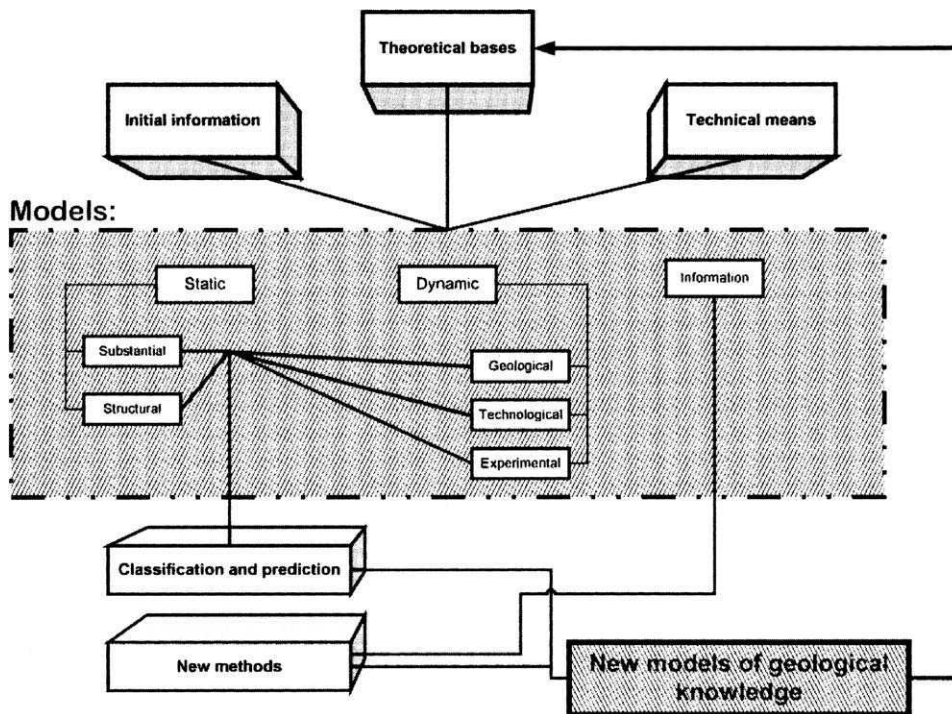 Theoretical bases
Initial information
Technical means
Models:
Static
Dynamic
Information
Substantial
Geological
Structural
Technological
Experimental
Classification and prediction
New methods
New models of geological
knowledge